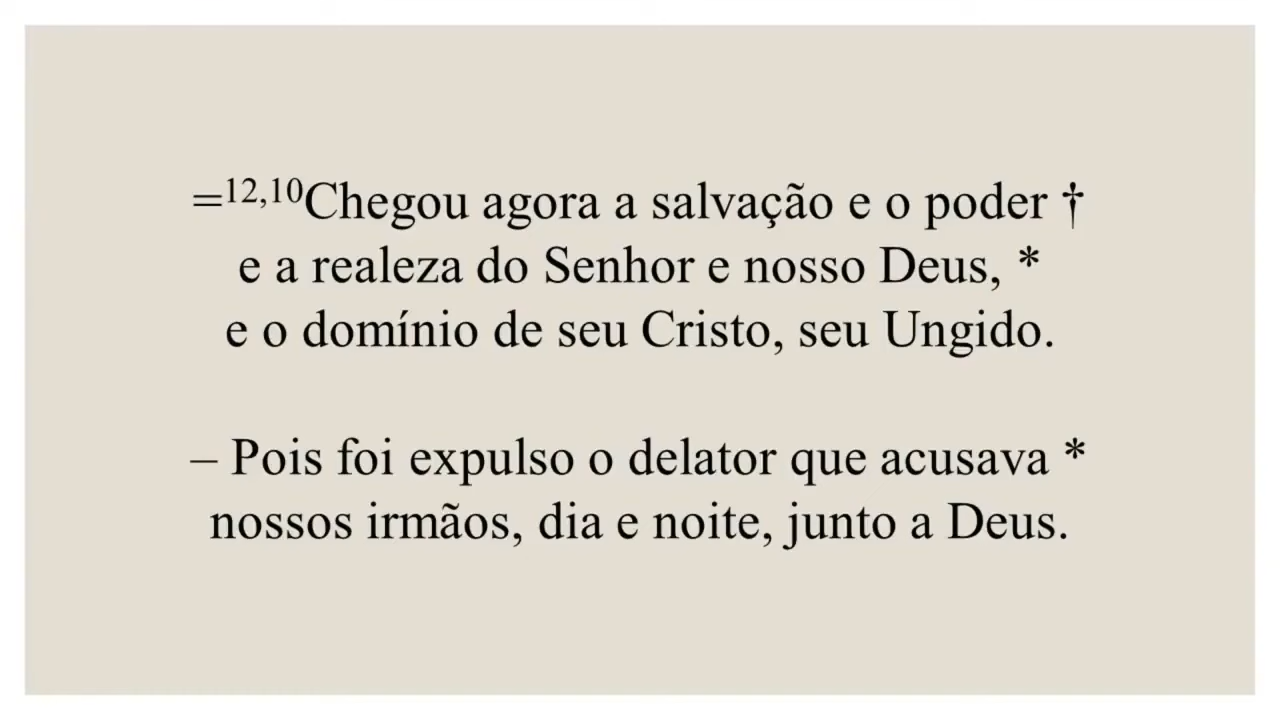 =12,10Chegou agora a salvação e o poder †
e a realeza do Senhor e nosso Deus, *
e o domínio de seu Cristo, seu Ungido.
– Pois foi expulso o delator que acusava *
nossos irmãos, dia e noite, junto a Deus.